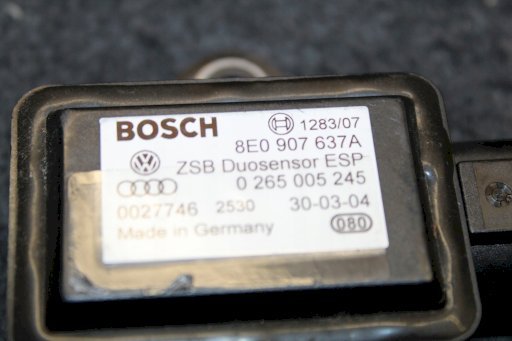 BOSCH 1283/07
8E0 907 637A
ZSB Duosensor ESP
0 265 005 245
0027746 2530 30-03-04
Made in Germany 080